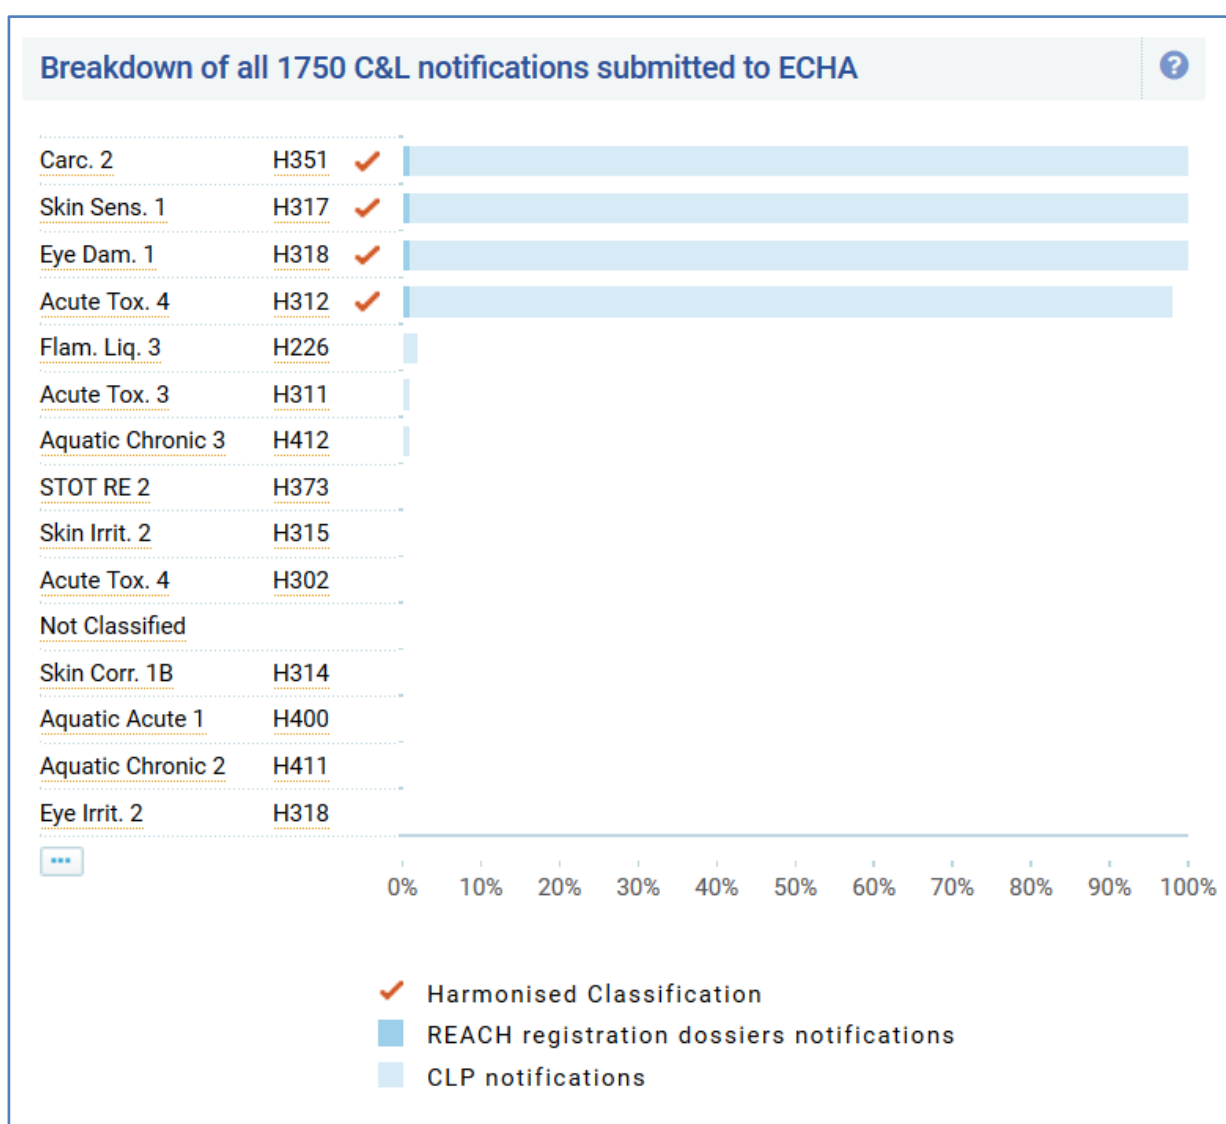 Breakdown of all 1750 C&L notifications submitted to ECHA ?
Carc. 2 H351
Skin Sens. 1 H317
Eye Dam. 1 H318
Acute Tox. 4 H312
Flam. Liq. 3 H226
Acute Tox. 3 H311
Aquatic Chronic 3 H412
STOT RE 2 H373
Skin Irrit. 2 H315
Acute Tox. 4 H302
Not Classified
Skin Corr. 1B H314
Aquatic Acute 1 H400
Aquatic Chronic 2 H411
Eye Irrit. 2 H318
0% 10% 20% 30% 40% 50% 60% 70% 80% 90% 100%
Harmonised Classification
REACH registration dossiers notifications
CLP notifications